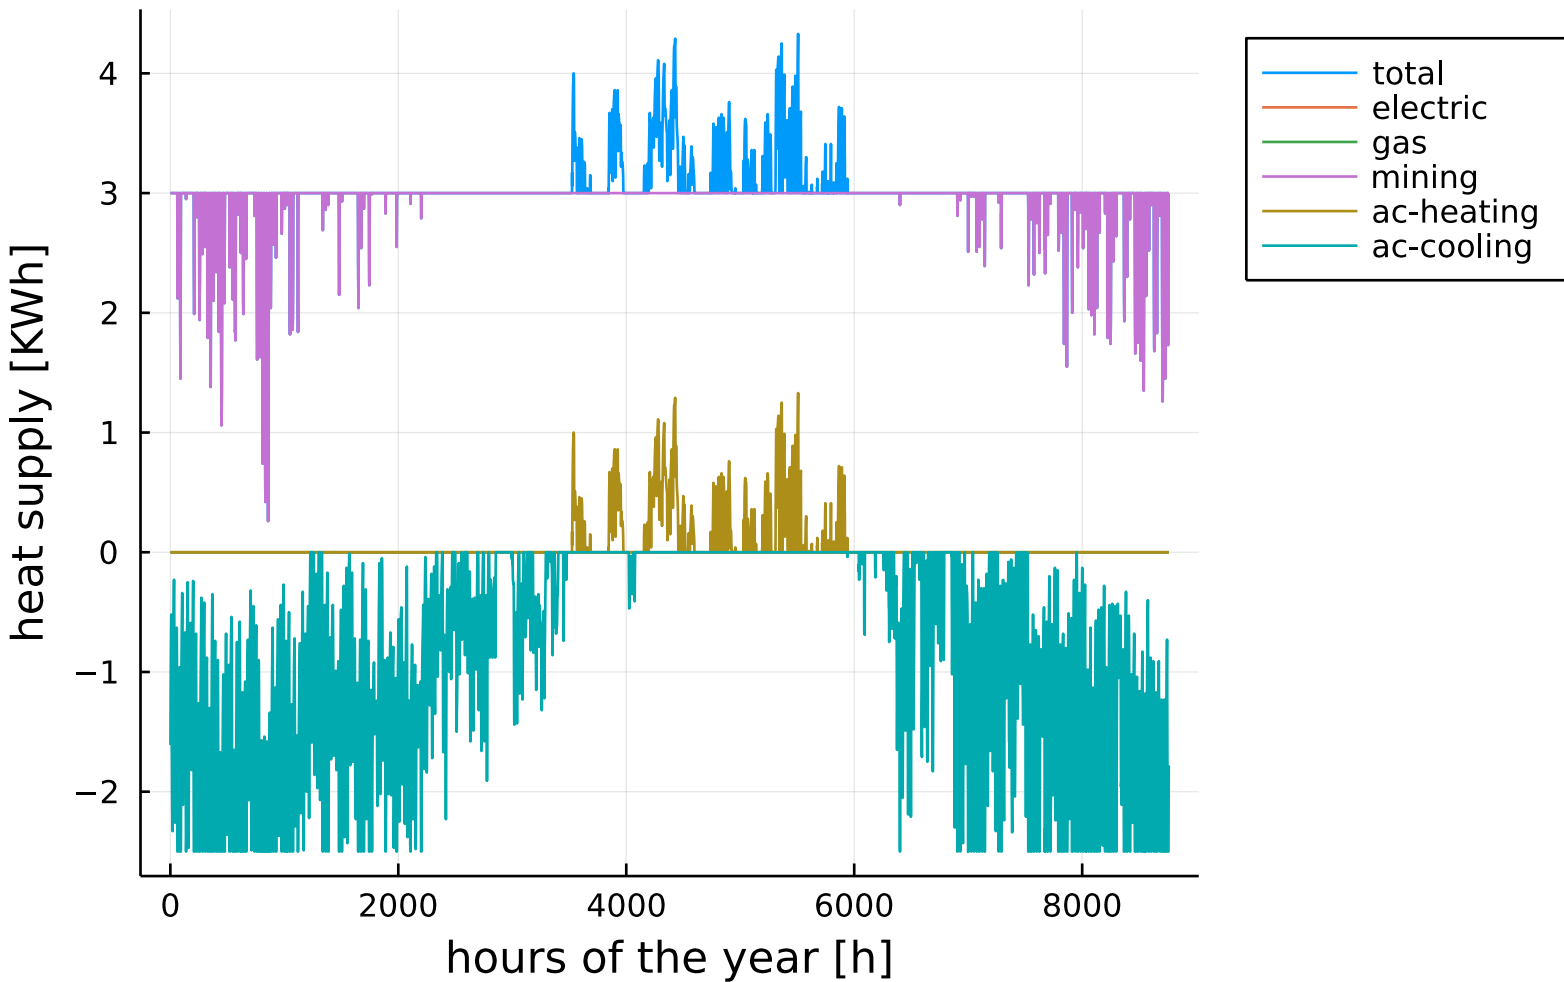 heat supply [KWh]
4
3
2
1
0
−1
−2
0 2000 4000 6000 8000
hours of the year [h]
total
electric
gas
mining
ac-heating
ac-cooling